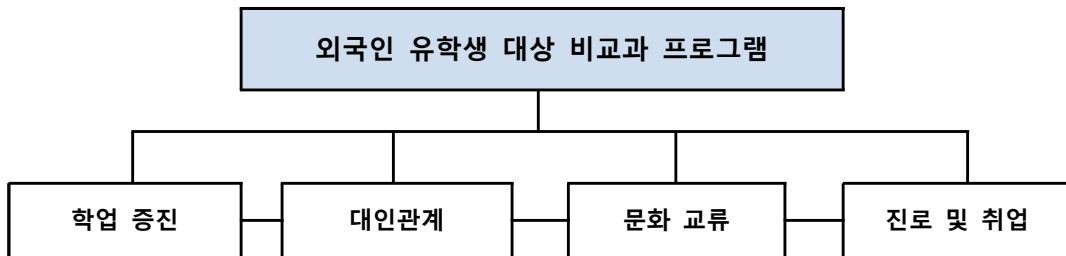 외국인 유학생 대상 비교과 프로그램
학업 증진
대인관계
문화 교류
진로 및 취업